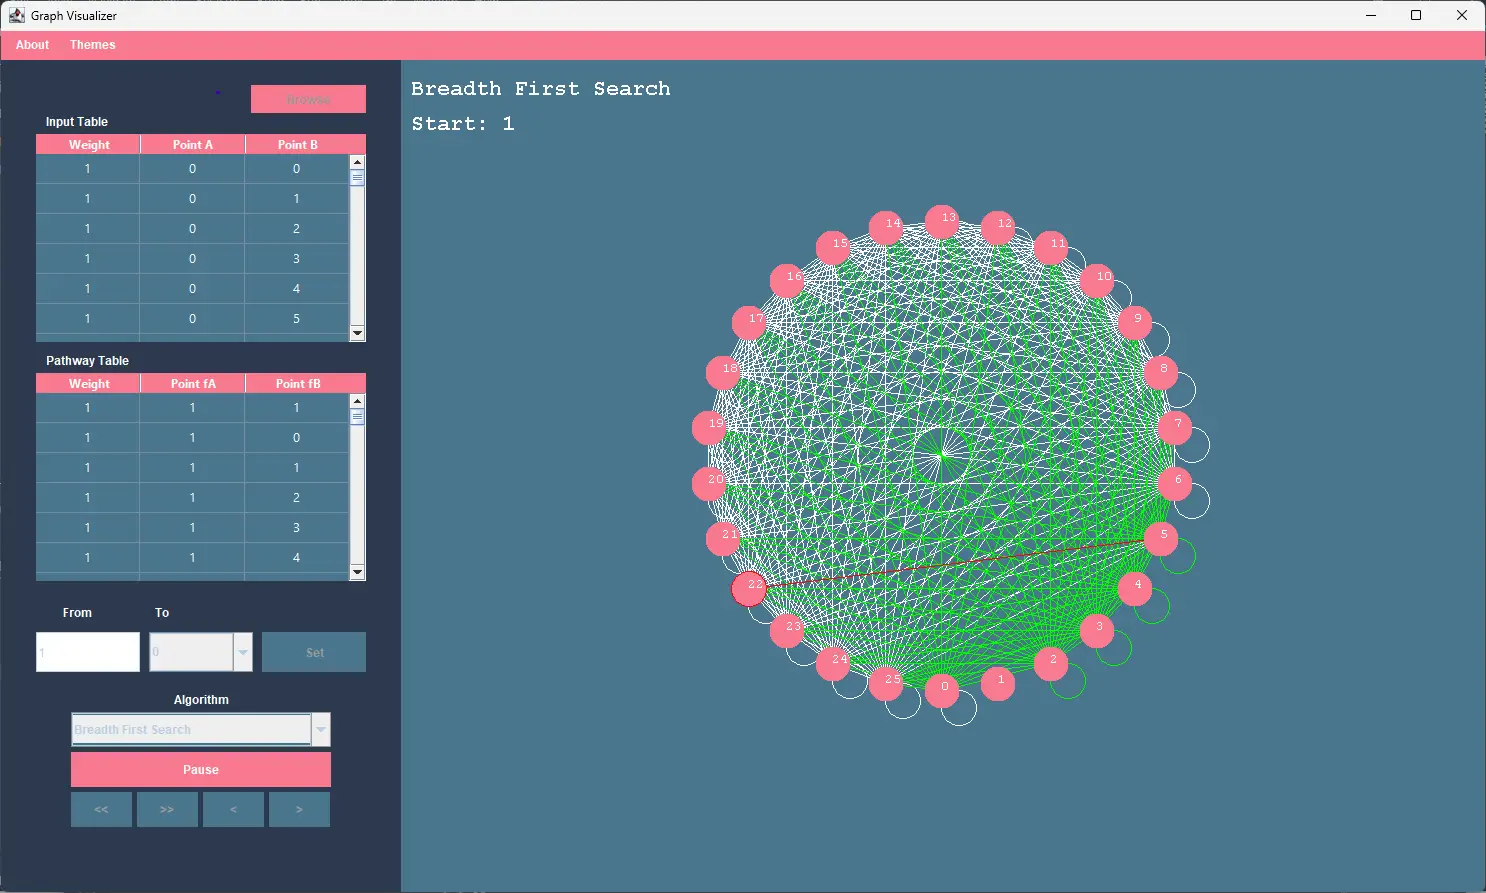 Graph Visualizer
About Themes
Browse
Input Table
Weight Point A Point B
1 0 0
1 0 1
1 0 2
1 0 3
1 0 4
1 0 5
Pathway Table
Weight Point fA Point fB
1 1 1
1 1 0
1 1 1
1 1 2
1 1 3
1 1 4
From To
1 0 Set
Algorithm
Breadth First Search
Pause
<< >> < >
Breadth First Search
Start: 1
13
14
12
15
11
16
10
17
9
18
8
19
7
20
6
21
5
22
4
23
3
24
2
25
0
1